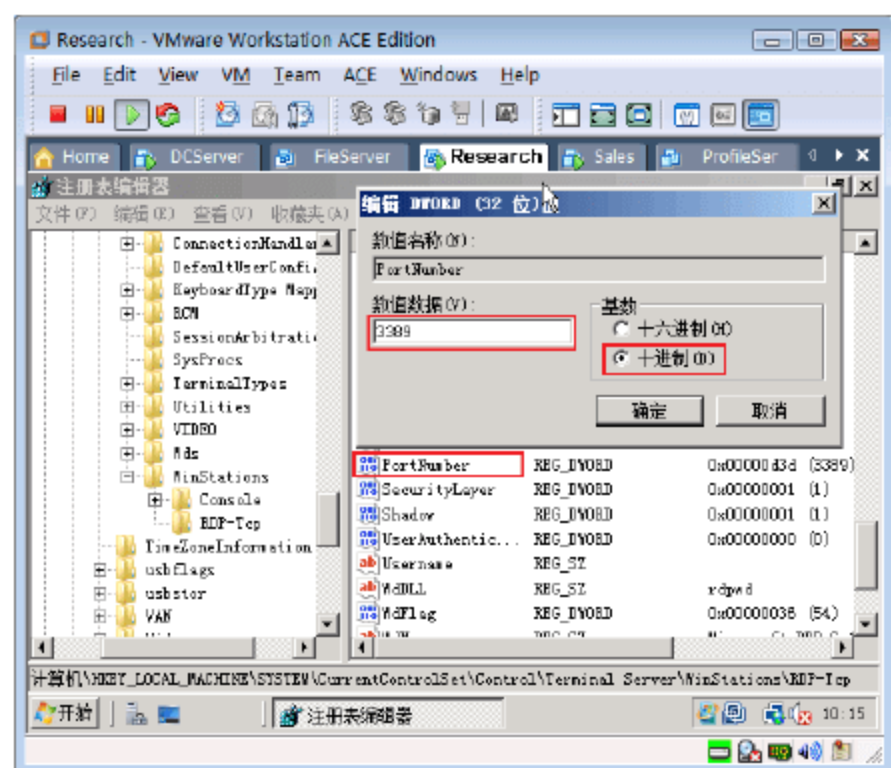 Research - VMware Workstation ACE Edition
File Edit View VM Team ACE Windows Help
Home DCServer FileServer Research Sales ProfileSer
注册表编辑器
文件(F) 编辑(E) 查看(V) 收藏夹(A)
编辑 DWORD (32 位)值
数值名称(N):
PortNumber
数值数据(V):
3389
基数
十六进制(H)
十进制(D)
确定 取消
ConnectionHandler
DefaultUserConfi
KeyboardType Mapp
RCM
SessionArbitratio
SysProcs
TerminalTypes
Utilities
VIDEO
Wds
WinStations
Console
RDP-Tcp
TimeZoneInformation
usbflags
usbstor
VAN
PortNumber REG_DWORD 0x00000d3d (3389)
SecurityLayer REG_DWORD 0x00000001 (1)
Shadow REG_DWORD 0x00000001 (1)
UserAuthentic... REG_DWORD 0x00000000 (0)
Username REG_SZ
WdDLL REG_SZ rdpwd
WdFlag REG_DWORD 0x00000036 (54)
计算机\HKEY_LOCAL_MACHINE\SYSTEM\CurrentControlSet\Control\Terminal Server\WinStations\RDP-Tcp
开始 注册表编辑器 10:15